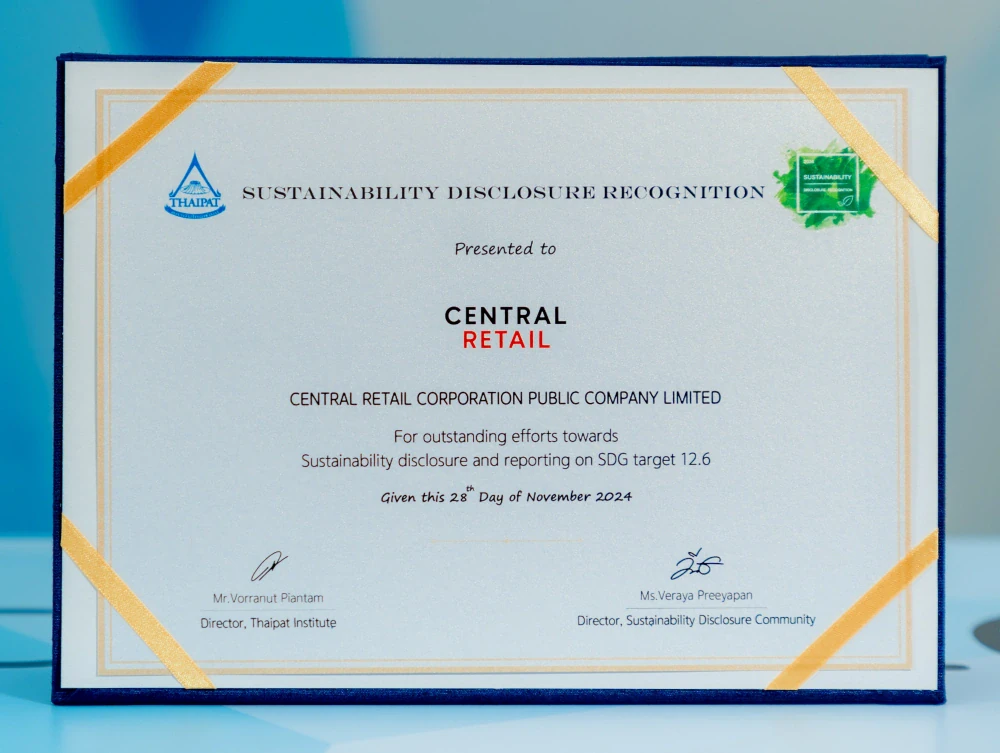 THAIPAT
SUSTAINABILITY DISCLOSURE RECOGNITION
SUSTAINABILITY
DISCLOSURE RECOGNITION
Presented to
CENTRAL
RETAIL
CENTRAL RETAIL CORPORATION PUBLIC COMPANY LIMITED
For outstanding efforts towards
Sustainability disclosure and reporting on SDG target 12.6
Given this 28th Day of November 2024
Mr.Vorranut Piantam
Director, Thaipat Institute
Ms.Veraya Preeyapan
Director, Sustainability Disclosure Community